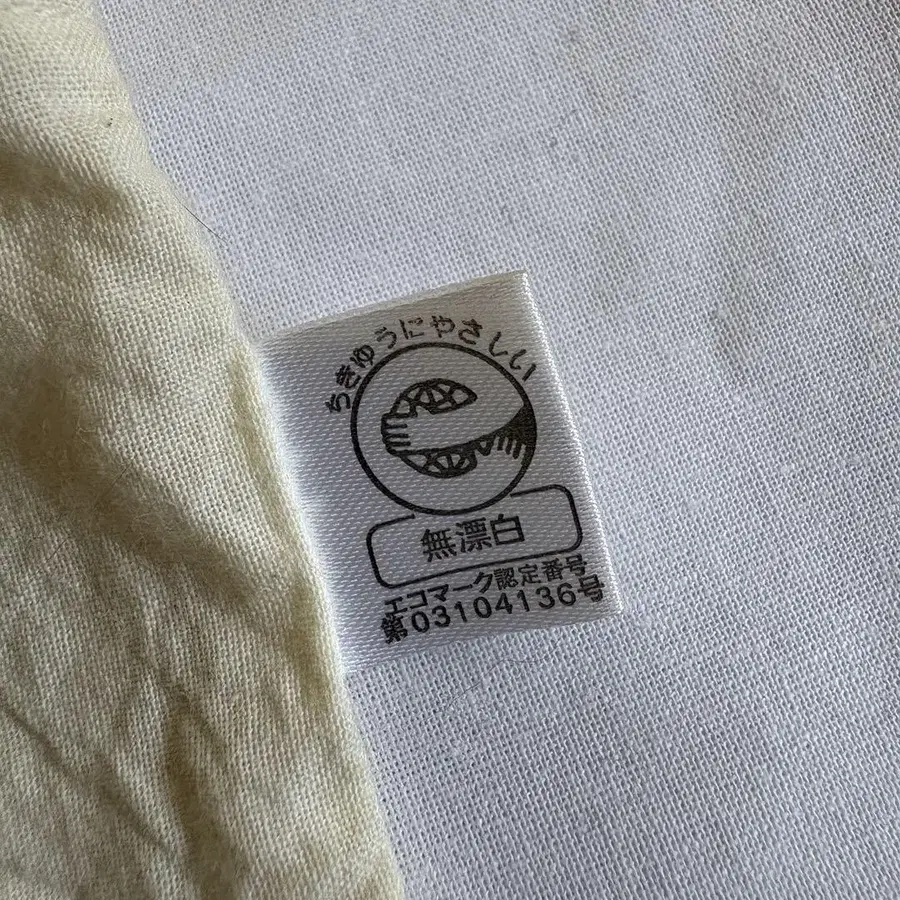 ちきゅうにやさしい
無漂白
エコマーク認定番号
第03104136号